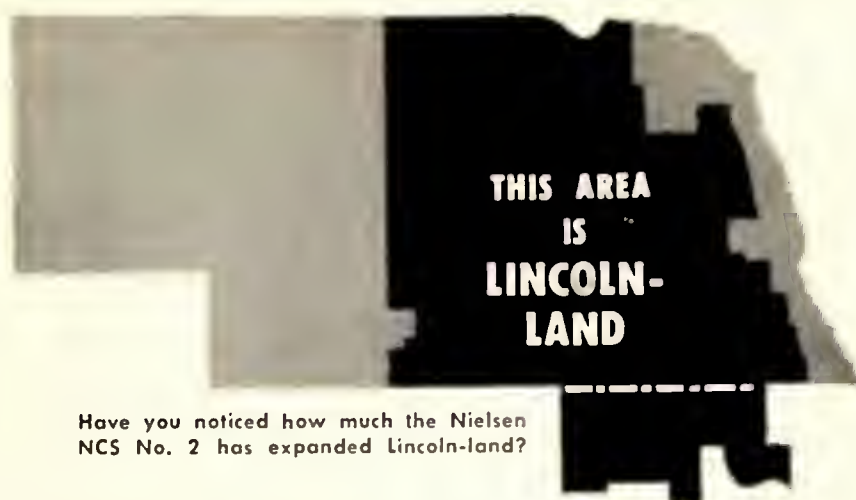 THIS AREA
IS
LINCOLN-
LAND
Have you noticed how much the Nielsen
NCS No. 2 has expanded Lincoln-land?